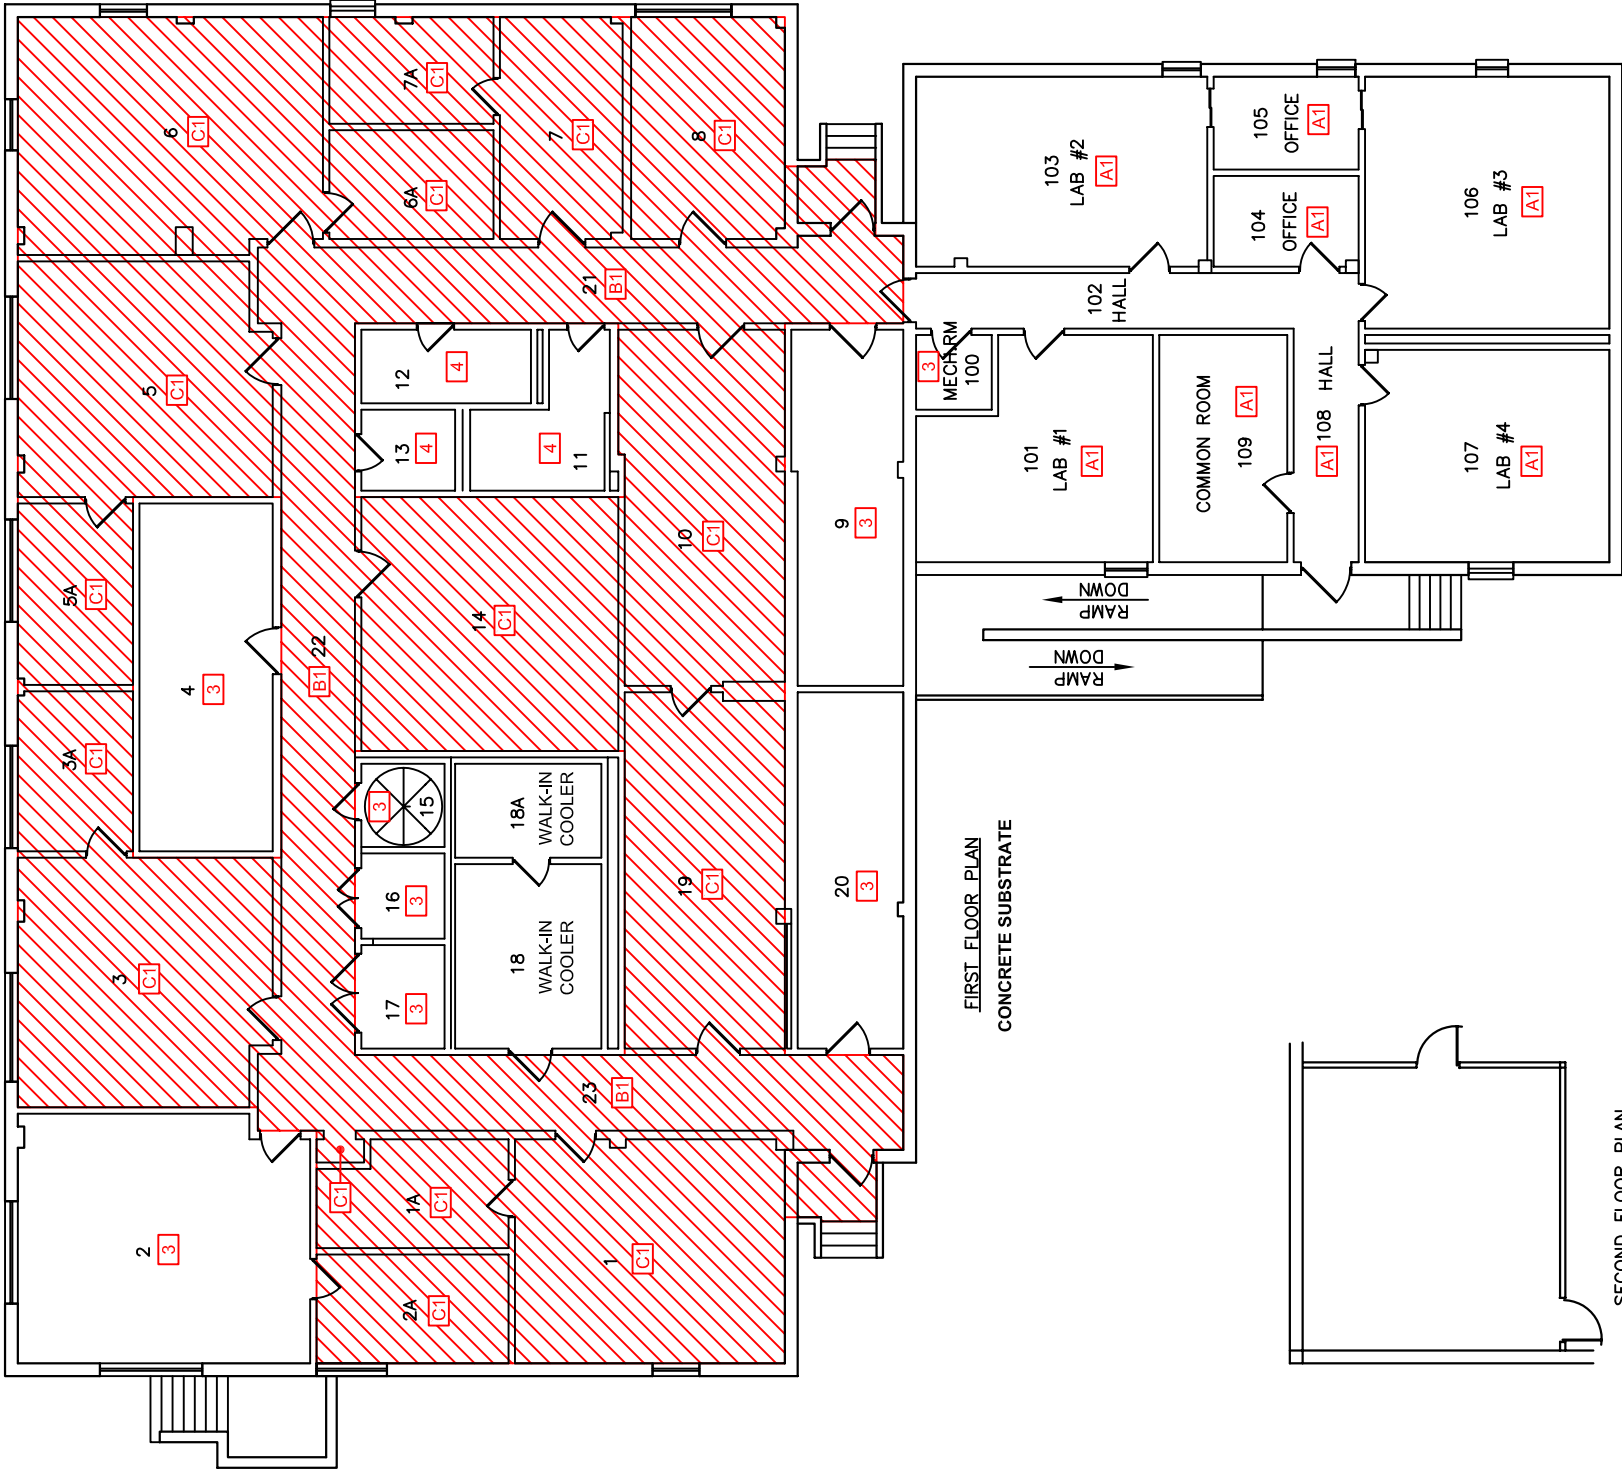 6
C1
7A
C1
6A
C1
7
C1
8
C1
5
C1
21
B1
12
4
13
4
11
4
5A
C1
4
3
22
B1
14
C1
10
C1
9
3
3A
C1
3
C1
15
3
16
3
17
3
18A
WALK-IN
COOLER
18
WALK-IN
COOLER
19
C1
20
3
23
B1
2
3
C1
1A
C1
2A
C1
1
C1
103
LAB #2
A1
105
OFFICE
A1
104
OFFICE
A1
106
LAB #3
A1
102
HALL
3
MECH.RM
100
101
LAB #1
A1
COMMON ROOM
109
A1
108 HALL
A1
107
LAB #4
A1
RAMP
DOWN
RAMP
DOWN
FIRST FLOOR PLAN
CONCRETE SUBSTRATE
SECOND FLOOR PLAN